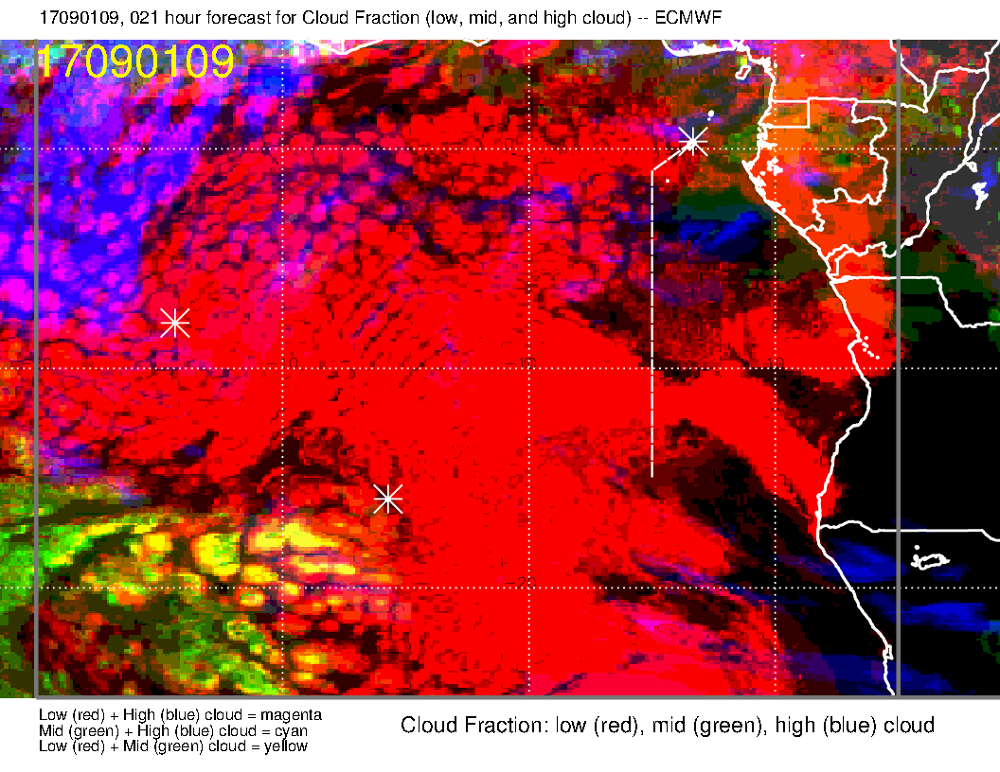 17090109, 021 hour forecast for Cloud Fraction (low, mid, and high cloud) -- ECMWF
17090109
-10
-20
Low (red) + High (blue) cloud = magenta
Mid (green) + High (blue) cloud = cyan
Low (red) + Mid (green) cloud = yellow
Cloud Fraction: low (red), mid (green), high (blue) cloud